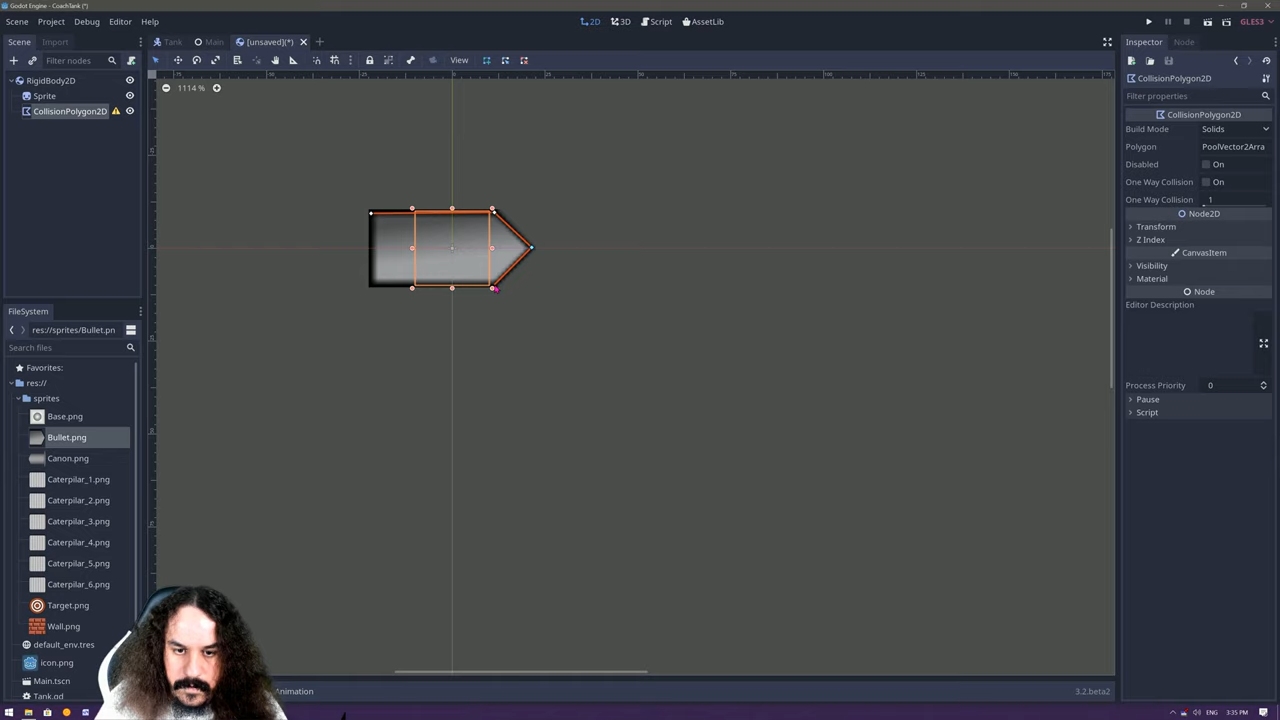 Godot Engine - CoachTank (*)
Scene Project Debug Editor Help
2D 3D Script AssetLib
GLES3
Scene Import
Tank Main [unsaved](*)
Inspector Node
Filter nodes
View
RigidBody2D
Sprite
CollisionPolygon2D
1114 %
CollisionPolygon2D
Filter properties
CollisionPolygon2D
Build Mode Solids
Polygon PoolVector2Arra
Disabled On
One Way Collision On
One Way Collision 1
Node2D
Transform
Z Index
CanvasItem
Visibility
Material
Node
Editor Description
Process Priority 0
Pause
Script
FileSystem
res://sprites/Bullet.pn
Search files
Favorites:
res://
sprites
Base.png
Bullet.png
Canon.png
Caterpilar_1.png
Caterpilar_2.png
Caterpilar_3.png
Caterpilar_4.png
Caterpilar_5.png
Caterpilar_6.png
Target.png
Wall.png
default_env.tres
icon.png
Main.tscn
Tank.gd
Animation
3.2.beta2
ENG 3:35 PM